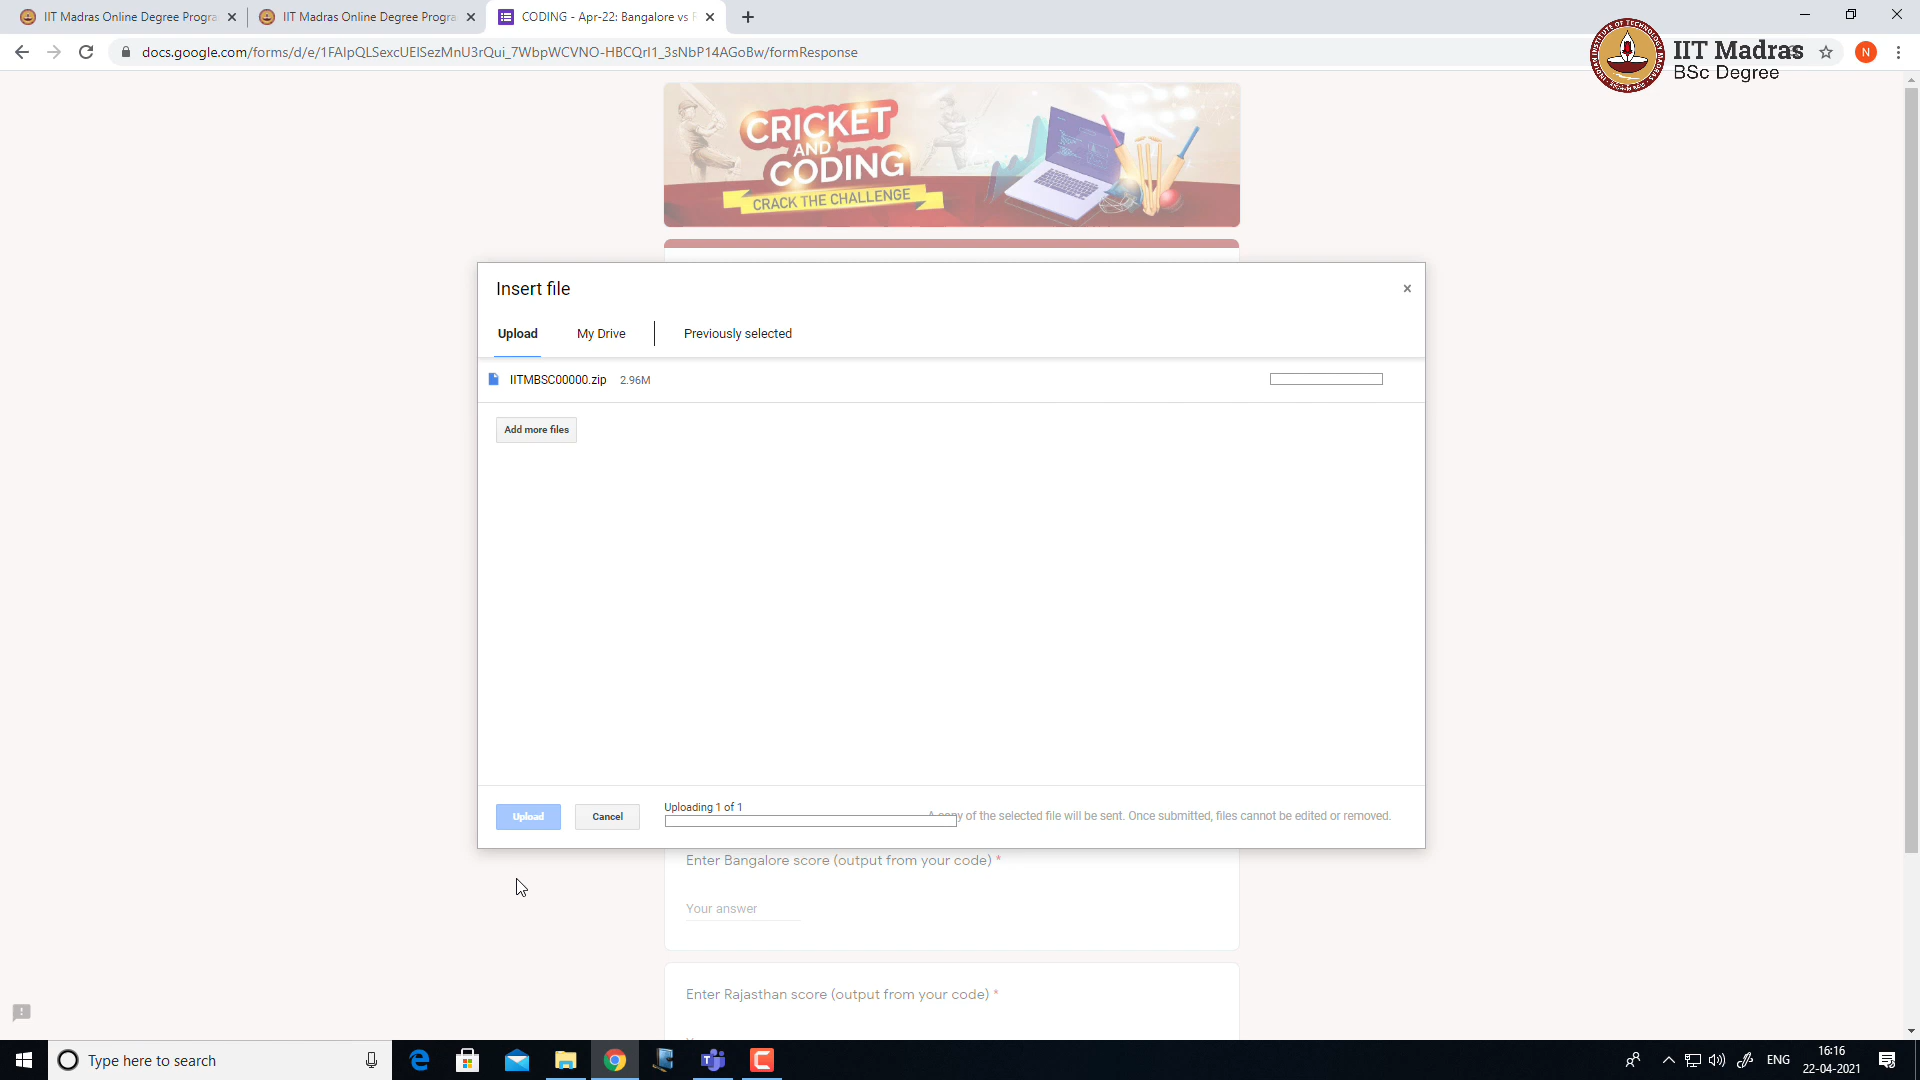 IIT Madras Online Degree Progra
IIT Madras Online Degree Progra
CODING - Apr-22: Bangalore vs
docs.google.com/forms/d/e/1FAIpQLSexcUEISezMnU3rQui_7WbpWCVNO-HBCQrI1_3sNbP14AGoBw/formResponse
N
IIT Madras
BSc Degree
CRICKET
AND
CODING
CRACK THE CHALLENGE
Insert file
Upload My Drive Previously selected
IITMBSC00000.zip 2.96M
Add more files
Upload Cancel Uploading 1 of 1
of the selected file will be sent. Once submitted, files cannot be edited or removed.
Enter Bangalore score (output from your code) *
Your answer
Enter Rajasthan score (output from your code) *
Type here to search
ENG
16:16
22-04-2021